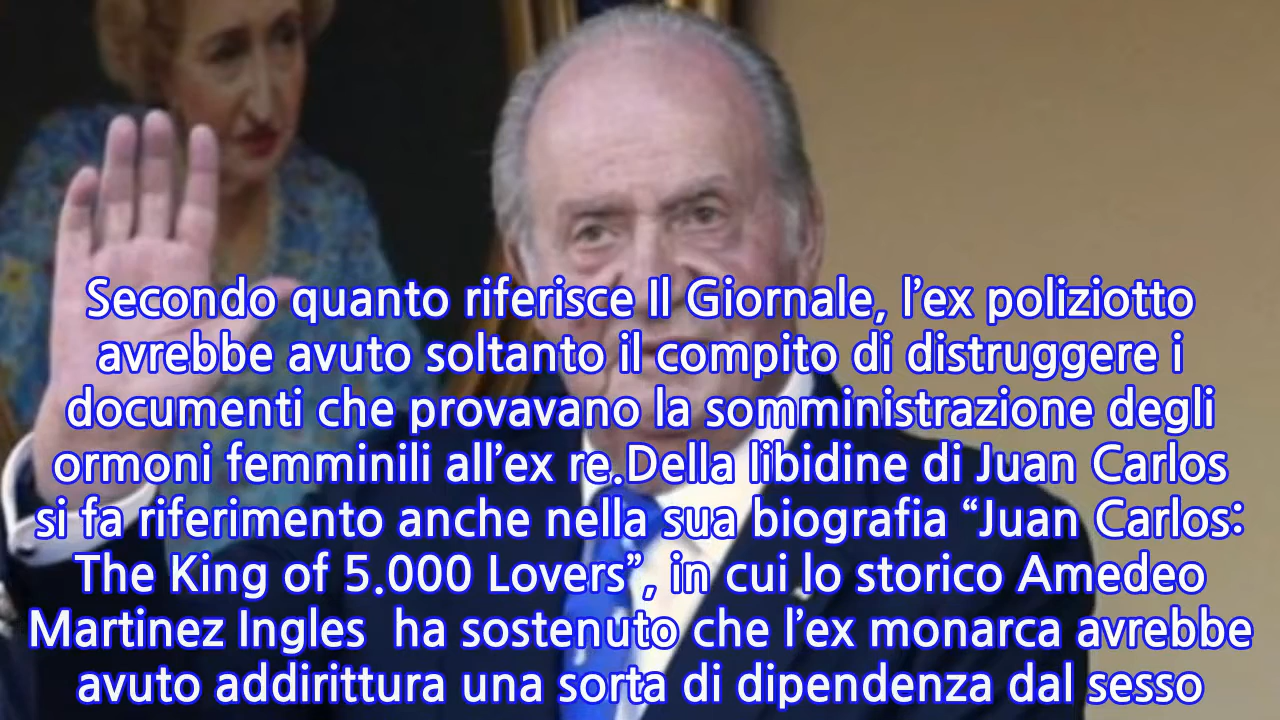 Secondo quanto riferisce Il Giornale, l’ex poliziotto
avrebbe avuto soltanto il compito di distruggere i
documenti che provavano la somministrazione degli
ormoni femminili all’ex re.Della libidine di Juan Carlos
si fa riferimento anche nella sua biografia “Juan Carlos:
The King of 5.000 Lovers”, in cui lo storico Amedeo
Martinez Ingles  ha sostenuto che l’ex monarca avrebbe
avuto addirittura una sorta di dipendenza dal sesso